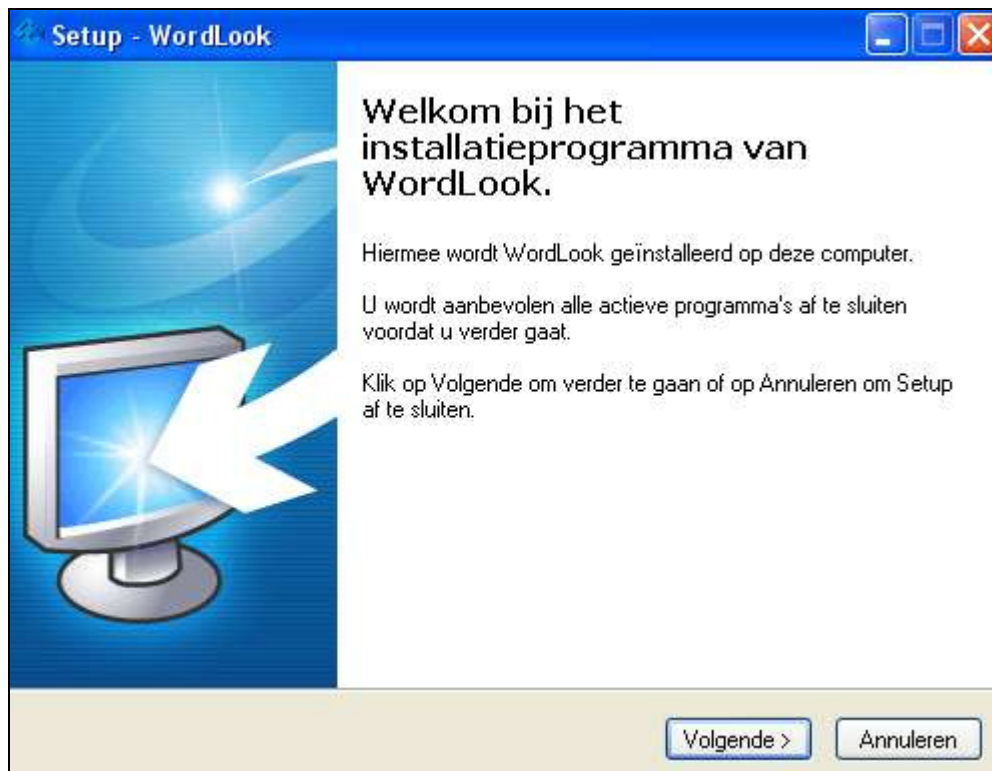 Setup - WordLook
Welkom bij het
installatieprogramma van
WordLook.
Hiermee wordt WordLook geïnstalleerd op deze computer.
U wordt aanbevolen alle actieve programma's af te sluiten
voordat u verder gaat.
Klik op Volgende om verder te gaan of op Annuleren om Setup
af te sluiten.
Volgende >
Annuleren